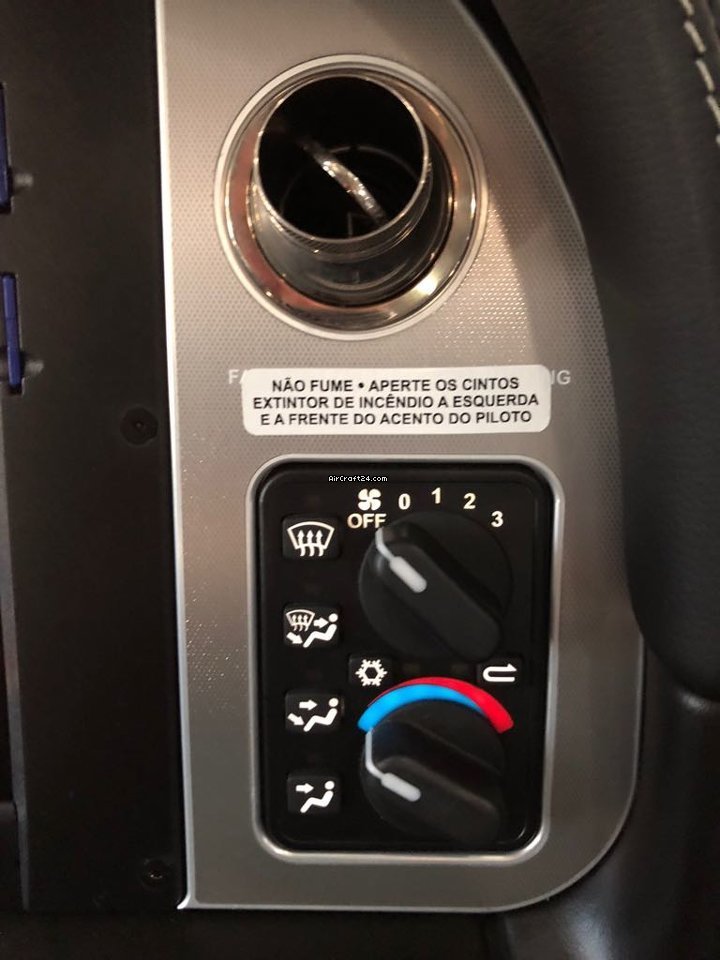 NÃO FUME • APERTE OS CINTOS
EXTINTOR DE INCÊNDIO A ESQUERDA
E A FRENTE DO ACENTO DO PILOTO
AirCraft24.com
0 1 2 3
OFF